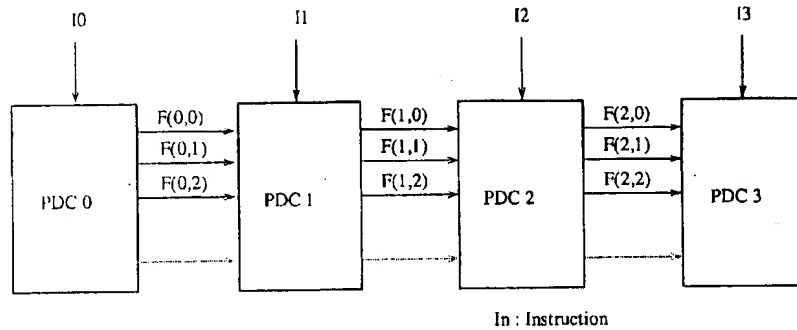 I0 I1 I2 I3
F(0,0) F(1,0) F(2,0)
F(0,1) F(1,1) F(2,1)
F(0,2) F(1,2) F(2,2)
PDC 0 PDC 1 PDC 2 PDC 3
In : Instruction